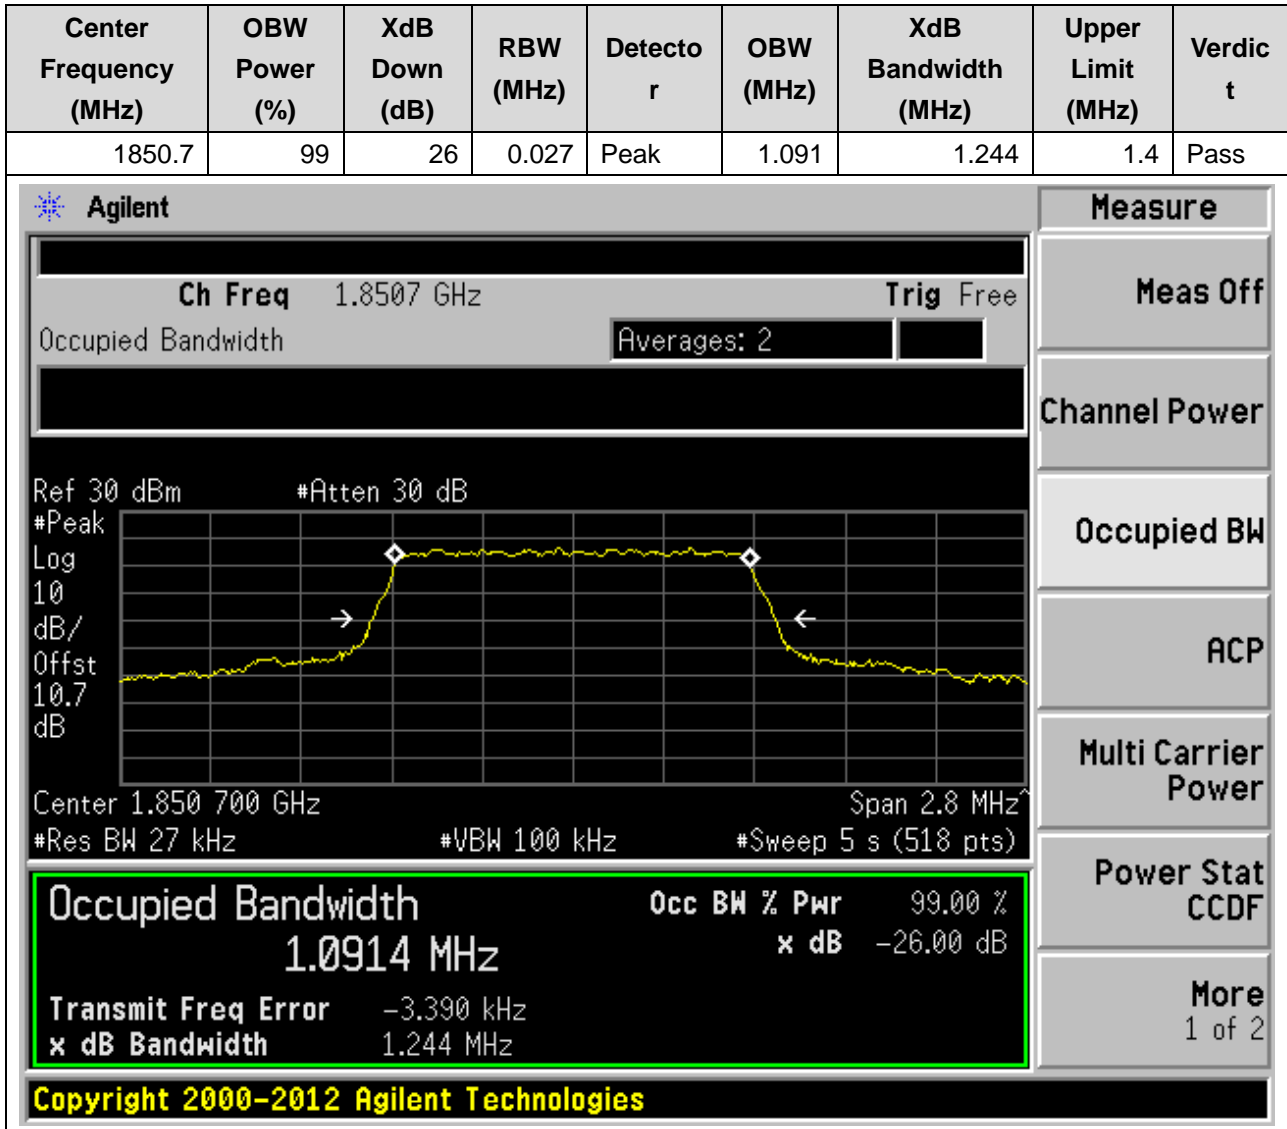 Center Frequency (MHz) OBW Power (%) XdB Down (dB) RBW (MHz) Detecto r OBW (MHz) XdB Bandwidth (MHz) Upper Limit (MHz) Verdic t
1850.7 99 26 0.027 Peak 1.091 1.244 1.4 Pass
Agilent
Measure
Ch Freq 1.8507 GHz Trig Free
Meas Off
Occupied Bandwidth Averages: 2
Channel Power
Ref 30 dBm #Atten 30 dB
#Peak
Log
10
dB/
Offst
10.7
dB
Occupied BW
ACP
Multi Carrier
Power
Center 1.850 700 GHz Span 2.8 MHz^
#Res BW 27 kHz #VBW 100 kHz #Sweep 5 s (518 pts)
Power Stat
CCDF
Occupied Bandwidth Occ BW % Pwr 99.00 %
1.0914 MHz x dB -26.00 dB
Transmit Freq Error -3.390 kHz
x dB Bandwidth 1.244 MHz
More
1 of 2
Copyright 2000-2012 Agilent Technologies